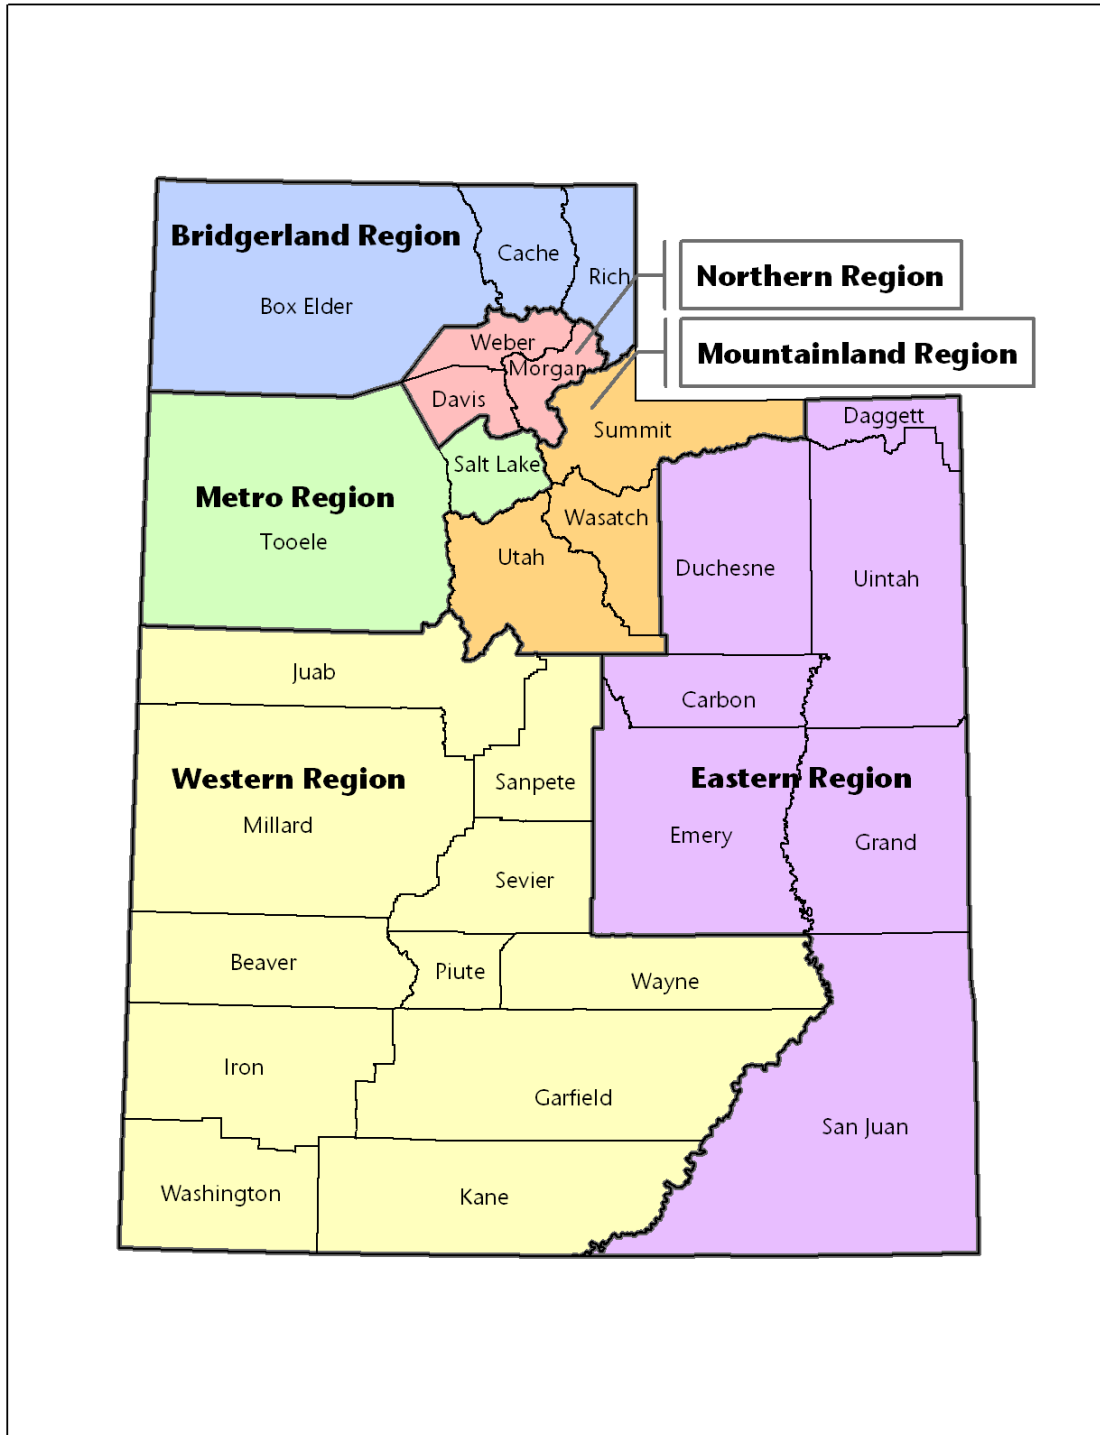 Bridgerland Region
Cache
Rich
Box Elder
Northern Region
Mountainland Region
Weber
Morgan
Davis
Summit
Daggett
Salt Lake
Metro Region
Tooele
Wasatch
Utah
Duchesne
Uintah
Juab
Carbon
Western Region
Sanpete
Eastern Region
Millard
Emery
Grand
Sevier
Beaver
Piute
Wayne
Iron
Garfield
San Juan
Washington
Kane